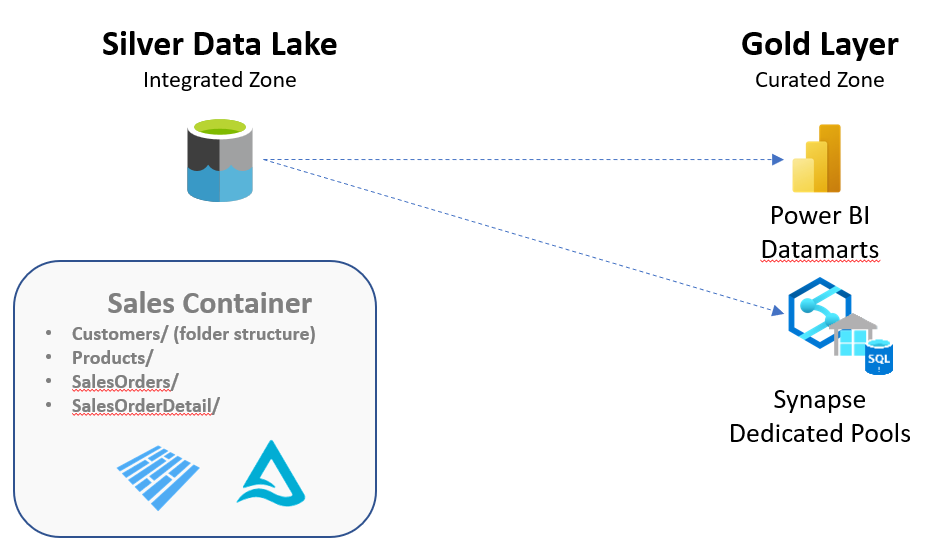 Silver Data Lake
Integrated Zone
Gold Layer
Curated Zone
Power BI
Datamarts
Sales Container
• Customers/ (folder structure)
• Products/
• SalesOrders/
• SalesOrderDetail/
SQL
Synapse
Dedicated Pools